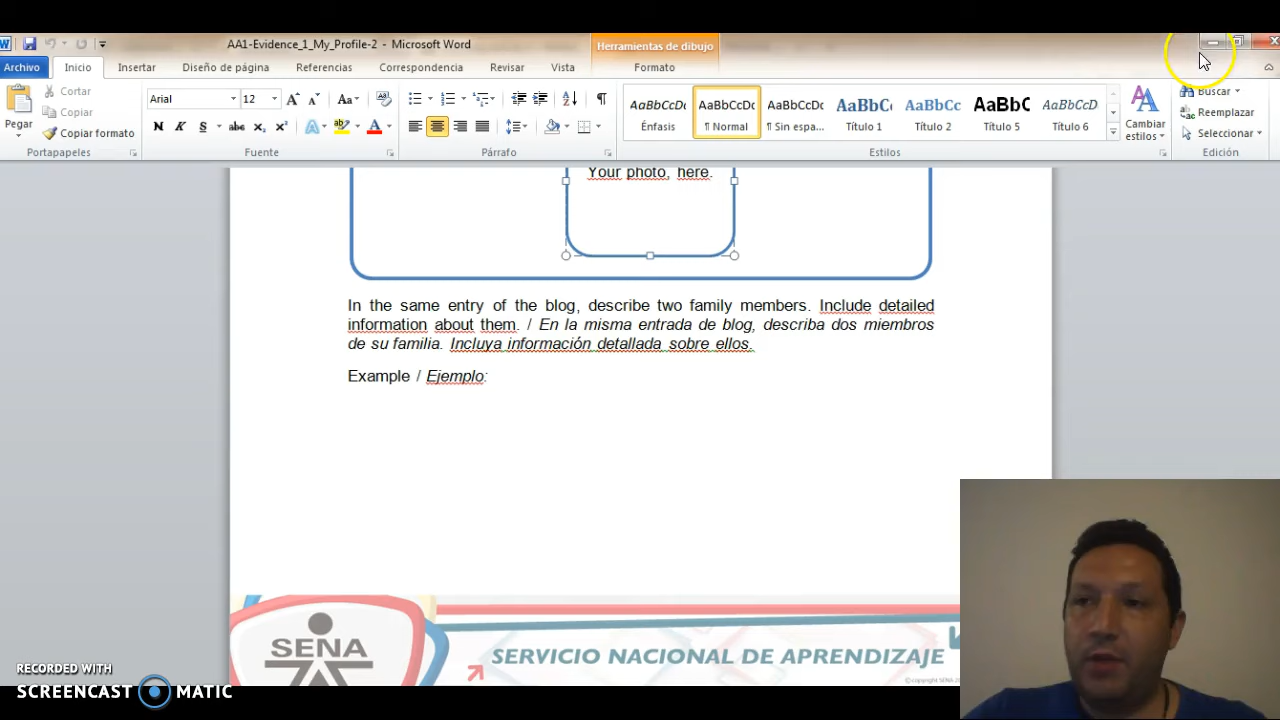 AA1-Evidence_1_My_Profile-2 - Microsoft Word
Herramientas de dibujo
Archivo Inicio Insertar Diseño de página Referencias Correspondencia Revisar Vista Formato
Pegar
Cortar
Copiar
Copiar formato
Portapapeles
Arial 12
N K S abc x₂ x²
Fuente
Párrafo
AaBbCcDc AaBbCcDc AaBbCcDc AaBbCc AaBbCc AaBbC AaBbCcD
Énfasis ¶ Normal ¶ Sin espa... Título 1 Título 2 Título 5 Título 6
Estilos
Cambiar
estilos
Buscar
Reemplazar
Seleccionar
Edición
Your photo, here.
In the same entry of the blog, describe two family members. Include detailed
information about them. / En la misma entrada de blog, describa dos miembros
de su familia. Incluya información detallada sobre ellos.
Example / Ejemplo:
SENA
SERVICIO NACIONAL DE APRENDIZAJE
RECORDED WITH
SCREENCAST MATIC